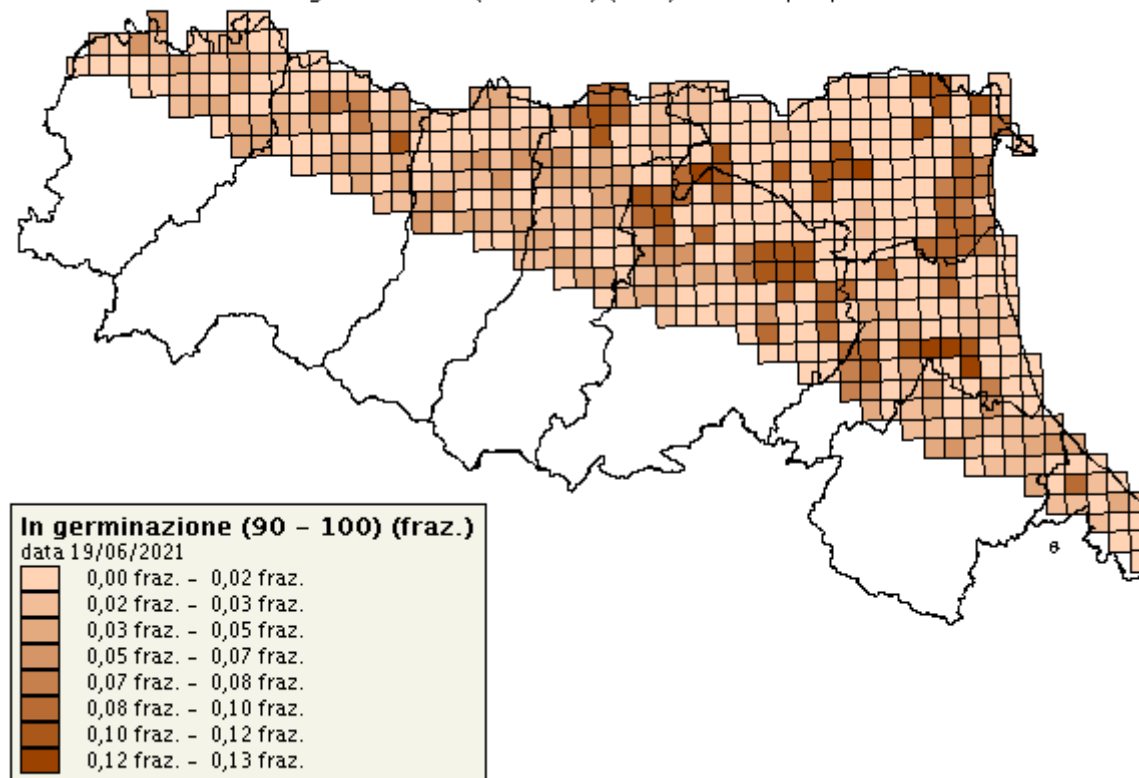 In germinazione (90 – 100) (fraz.)
data 19/06/2021
0,00 fraz. – 0,02 fraz.
0,02 fraz. – 0,03 fraz.
0,03 fraz. – 0,05 fraz.
0,05 fraz. – 0,07 fraz.
0,07 fraz. – 0,08 fraz.
0,08 fraz. – 0,10 fraz.
0,10 fraz. – 0,12 fraz.
0,12 fraz. – 0,13 fraz.